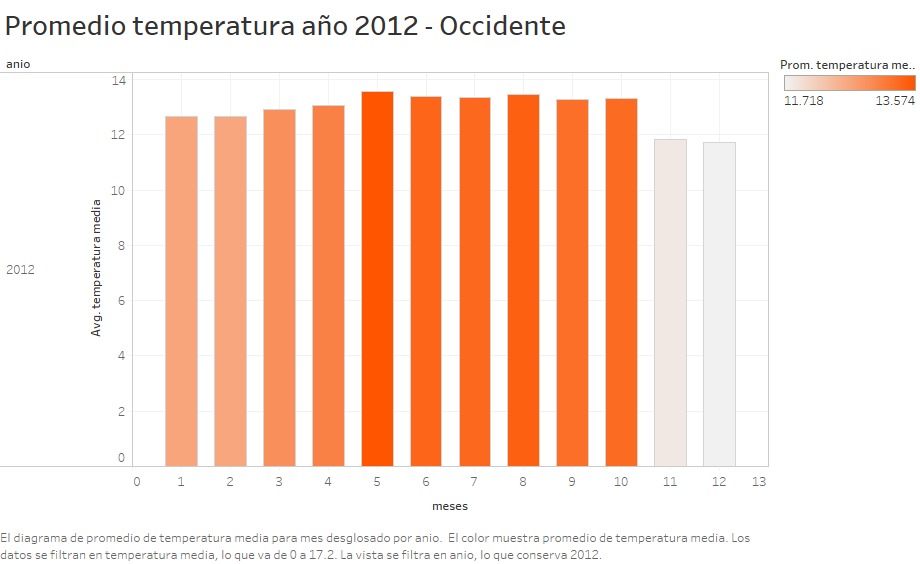 Promedio temperatura año 2012 - Occidente
anio
Prom. temperatura me..
11.718 13.574
14
12
10
8
6
4
2
0
Avg. temperatura media
2012
0 1 2 3 4 5 6 7 8 9 10 11 12 13
meses
El diagrama de promedio de temperatura media para mes desglosado por anio. El color muestra promedio de temperatura media. Los
datos se filtran en temperatura media, lo que va de 0 a 17.2. La vista se filtra en anio, lo que conserva 2012.